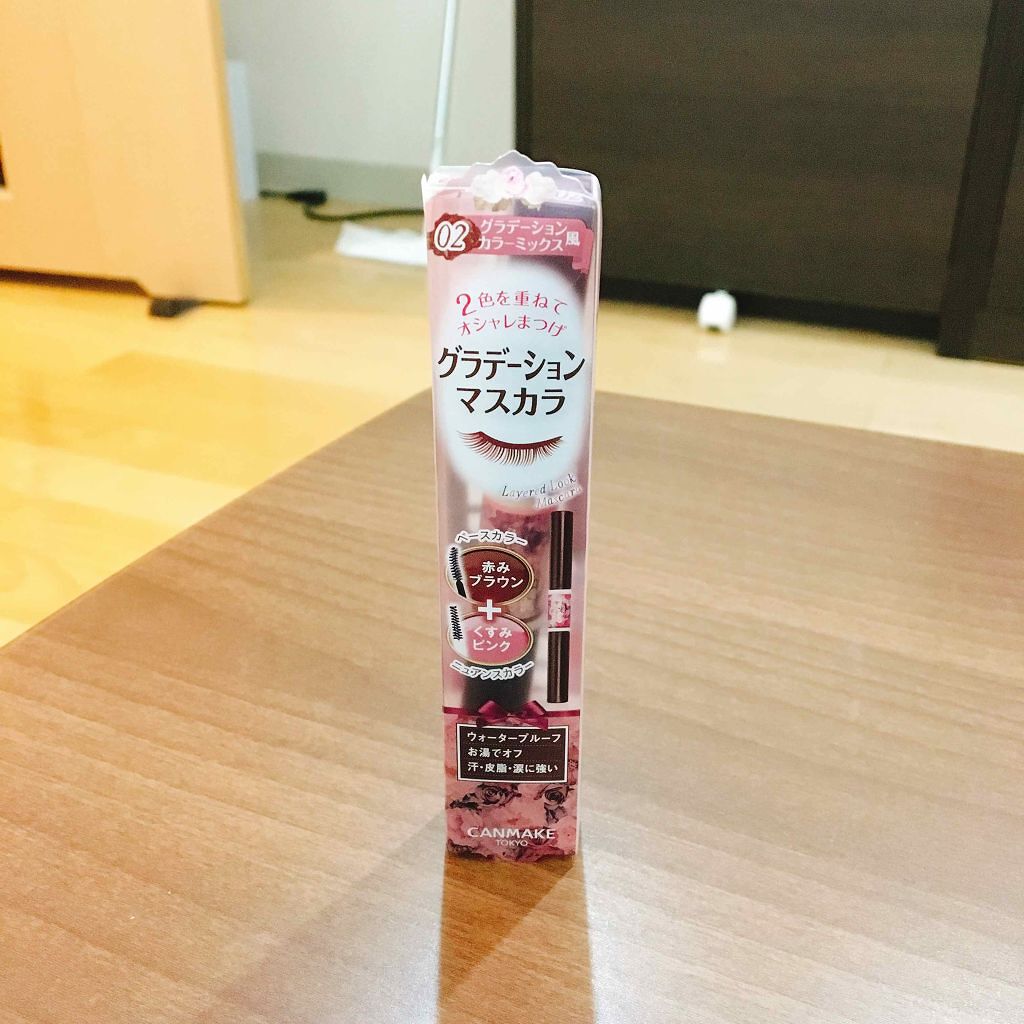 02
グラデーション
カラーミックス風
2色を重ねて
オシャレまつげ
グラデーション
マスカラ
Layered Look
Mascara
ベースカラー
赤み
ブラウン
+
くすみ
ピンク
ニュアンスカラー
ウォータープルーフ
お湯でオフ
汗・皮脂・涙に強い
CANMAKE
TOKYO